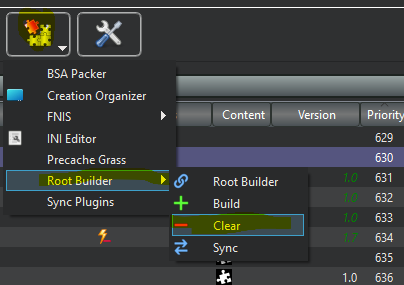 BSA Packer
Creation Organizer
FNIS
INI Editor
Precache Grass
Root Builder
Sync Plugins
Root Builder
Build
Clear
Sync
Content Version Priority
629
630
1.0 631
1.0 632
1.0 633
1.7 634
635
1.0 636